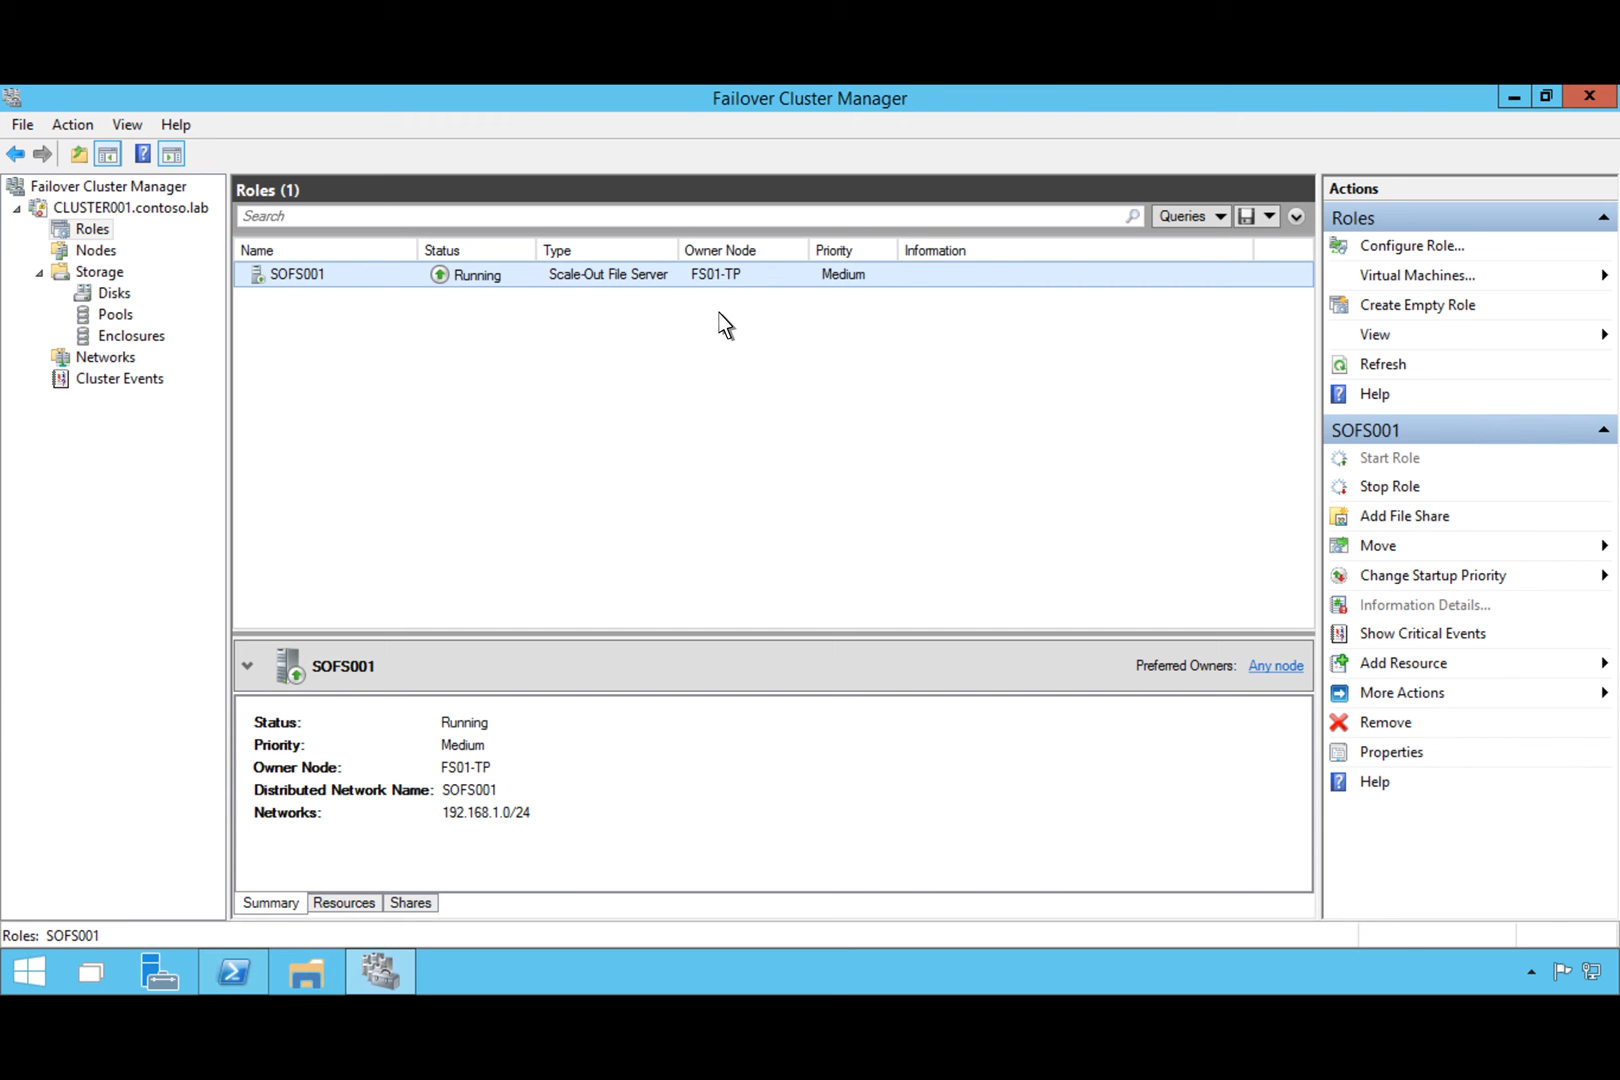 Failover Cluster Manager
File Action View Help
Failover Cluster Manager
CLUSTER001.contoso.lab
Roles
Nodes
Storage
Disks
Pools
Enclosures
Networks
Cluster Events
Roles (1)
Search
Queries
Name Status Type Owner Node Priority Information
SOFS001 Running Scale-Out File Server FS01-TP Medium
SOFS001 Preferred Owners: Any node
Status: Running
Priority: Medium
Owner Node: FS01-TP
Distributed Network Name: SOFS001
Networks: 192.168.1.0/24
Summary Resources Shares
Actions
Roles
Configure Role...
Virtual Machines...
Create Empty Role
View
Refresh
Help
SOFS001
Start Role
Stop Role
Add File Share
Move
Change Startup Priority
Information Details...
Show Critical Events
Add Resource
More Actions
Remove
Properties
Help
Roles: SOFS001